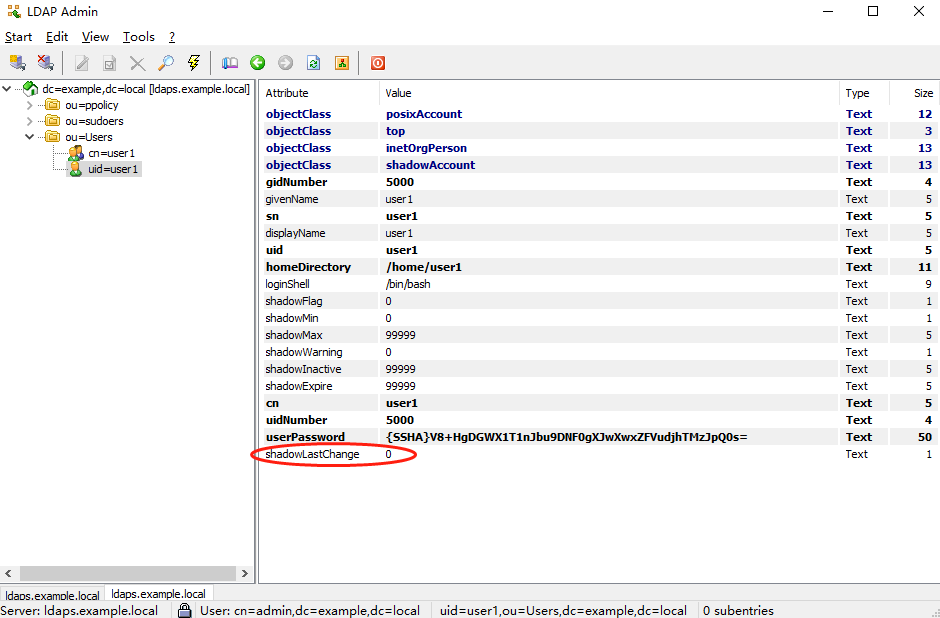 LDAP Admin
Start Edit View Tools ?
dc=example,dc=local [ldaps.example.local]
ou=ppolicy
ou=sudoers
ou=Users
cn=user1
uid=user1
Attribute Value Type Size
objectClass posixAccount Text 12
objectClass top Text 3
objectClass inetOrgPerson Text 13
objectClass shadowAccount Text 13
gidNumber 5000 Text 4
givenName user1 Text 5
sn user1 Text 5
displayName user1 Text 5
uid user1 Text 5
homeDirectory /home/user1 Text 11
loginShell /bin/bash Text 9
shadowFlag 0 Text 1
shadowMin 0 Text 1
shadowMax 99999 Text 5
shadowWarning 0 Text 1
shadowInactive 99999 Text 5
shadowExpire 99999 Text 5
cn user1 Text 5
uidNumber 5000 Text 4
userPassword {SSHA}V8+HgDGWX1T1nJbu9DNF0gXJwXwxZFVudjhTMzJpQ0s= Text 50
shadowLastChange 0 Text 1
ldaps.example.local ldaps.example.local
Server: ldaps.example.local User: cn=admin,dc=example,dc=local uid=user1,ou=Users,dc=example,dc=local 0 subentries